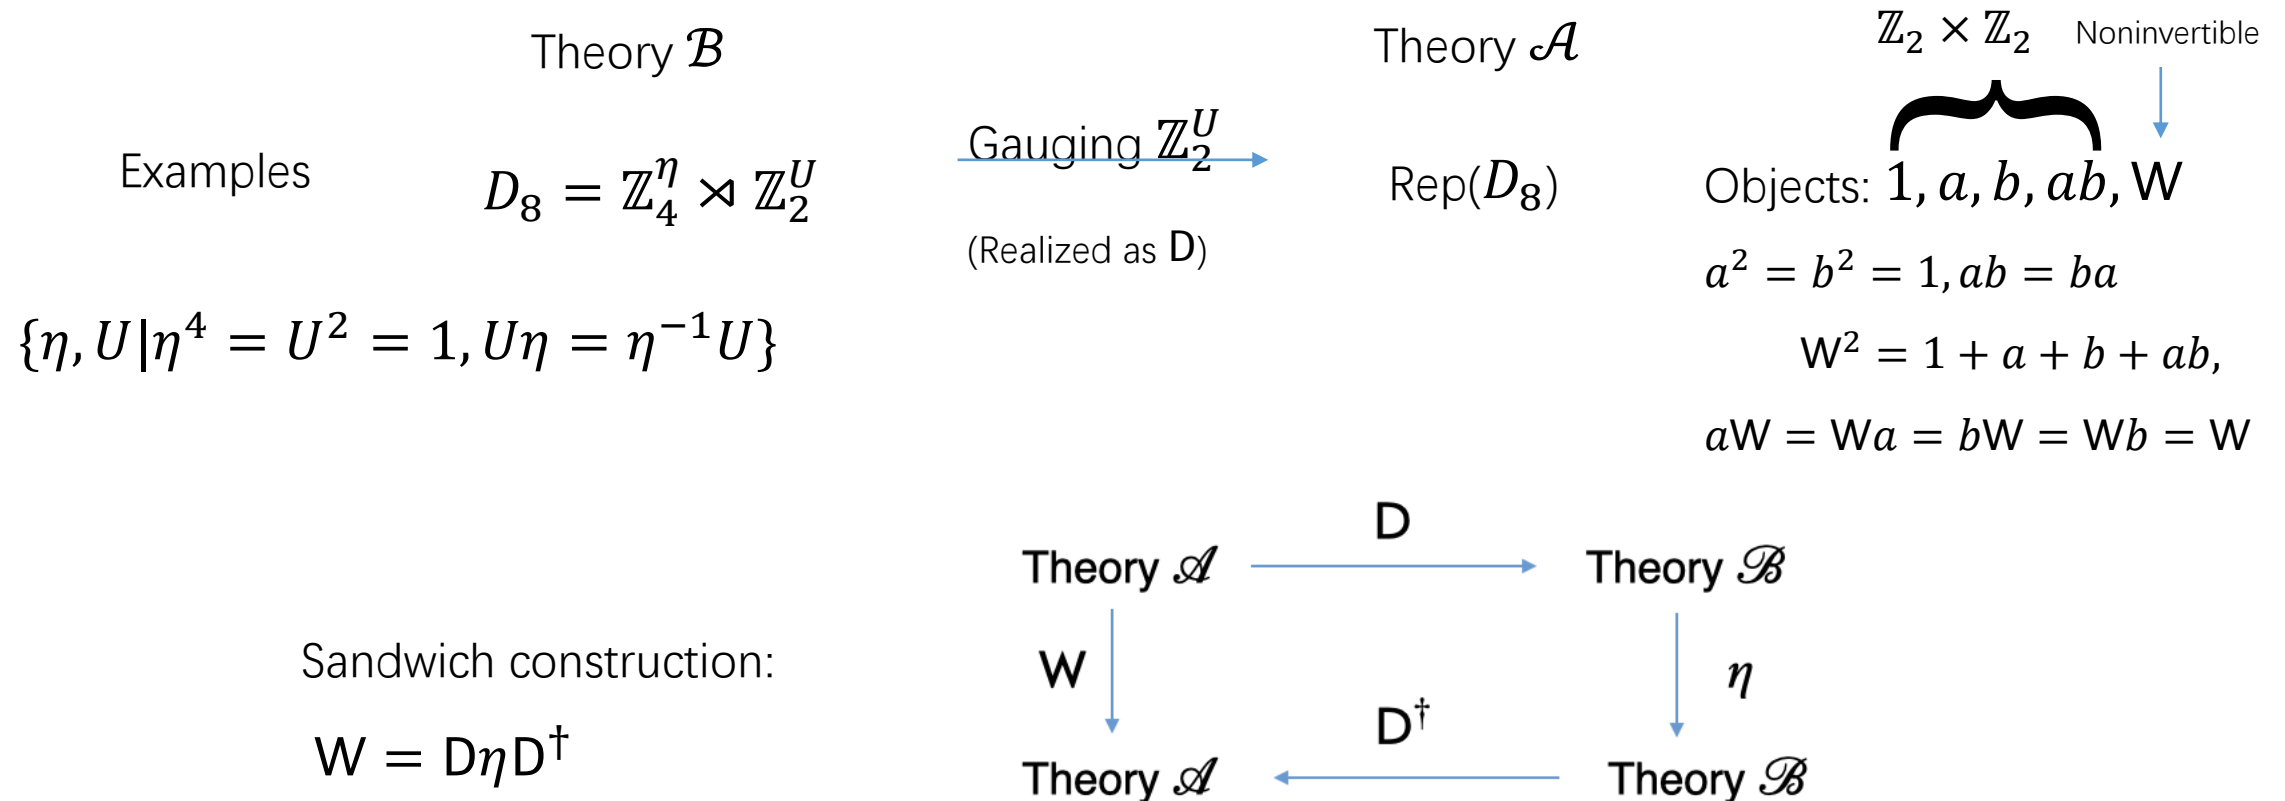 Theory ℬ
Theory 𝒜
ℤ₂ × ℤ₂
Noninvertible
Examples
D₈ = ℤ₄^η ⋊ ℤ₂^U
Gauging ℤ₂^U
(Realized as D)
Rep(D₈)
Objects: 1, a, b, ab, W
a² = b² = 1, ab = ba
{η, U|η⁴ = U² = 1, Uη = η⁻¹U}
W² = 1 + a + b + ab,
aW = Wa = bW = Wb = W
D
Theory 𝒜
Theory ℬ
Sandwich construction:
W
η
W = DηD†
D†
Theory 𝒜
Theory ℬ